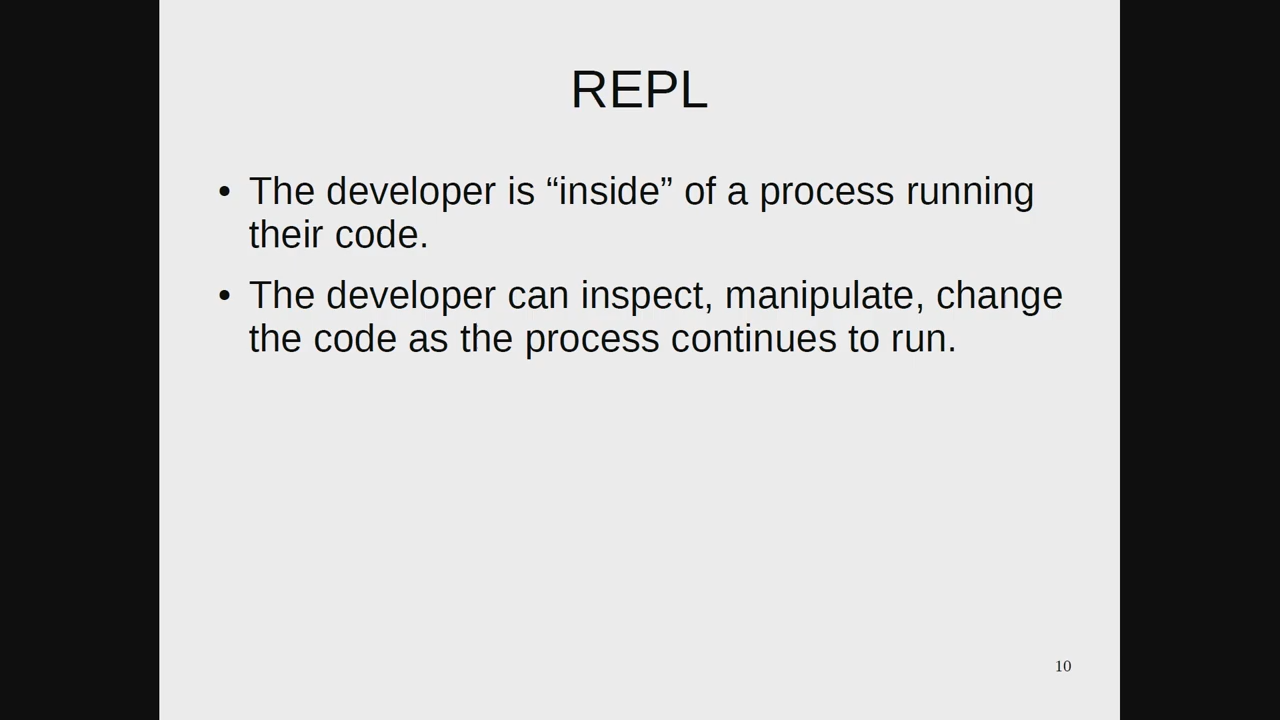 REPL
• The developer is “inside” of a process running
their code.
• The developer can inspect, manipulate, change
the code as the process continues to run.
10